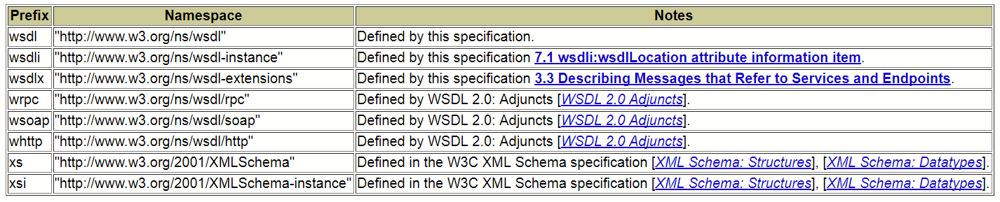 Prefix Namespace Notes
wsdl "http://www.w3.org/ns/wsdl" Defined by this specification.
wsdli "http://www.w3.org/ns/wsdl-instance" Defined by this specification 7.1 wsdli:wsdlLocation attribute information item.
wsdlx "http://www.w3.org/ns/wsdl-extensions" Defined by this specification 3.3 Describing Messages that Refer to Services and Endpoints.
wrpc "http://www.w3.org/ns/wsdl/rpc" Defined by WSDL 2.0: Adjuncts [WSDL 2.0 Adjuncts].
wsoap "http://www.w3.org/ns/wsdl/soap" Defined by WSDL 2.0: Adjuncts [WSDL 2.0 Adjuncts].
whttp "http://www.w3.org/ns/wsdl/http" Defined by WSDL 2.0: Adjuncts [WSDL 2.0 Adjuncts].
xs "http://www.w3.org/2001/XMLSchema" Defined in the W3C XML Schema specification [XML Schema: Structures], [XML Schema: Datatypes].
xsi "http://www.w3.org/2001/XMLSchema-instance" Defined in the W3C XML Schema specification [XML Schema: Structures], [XML Schema: Datatypes].